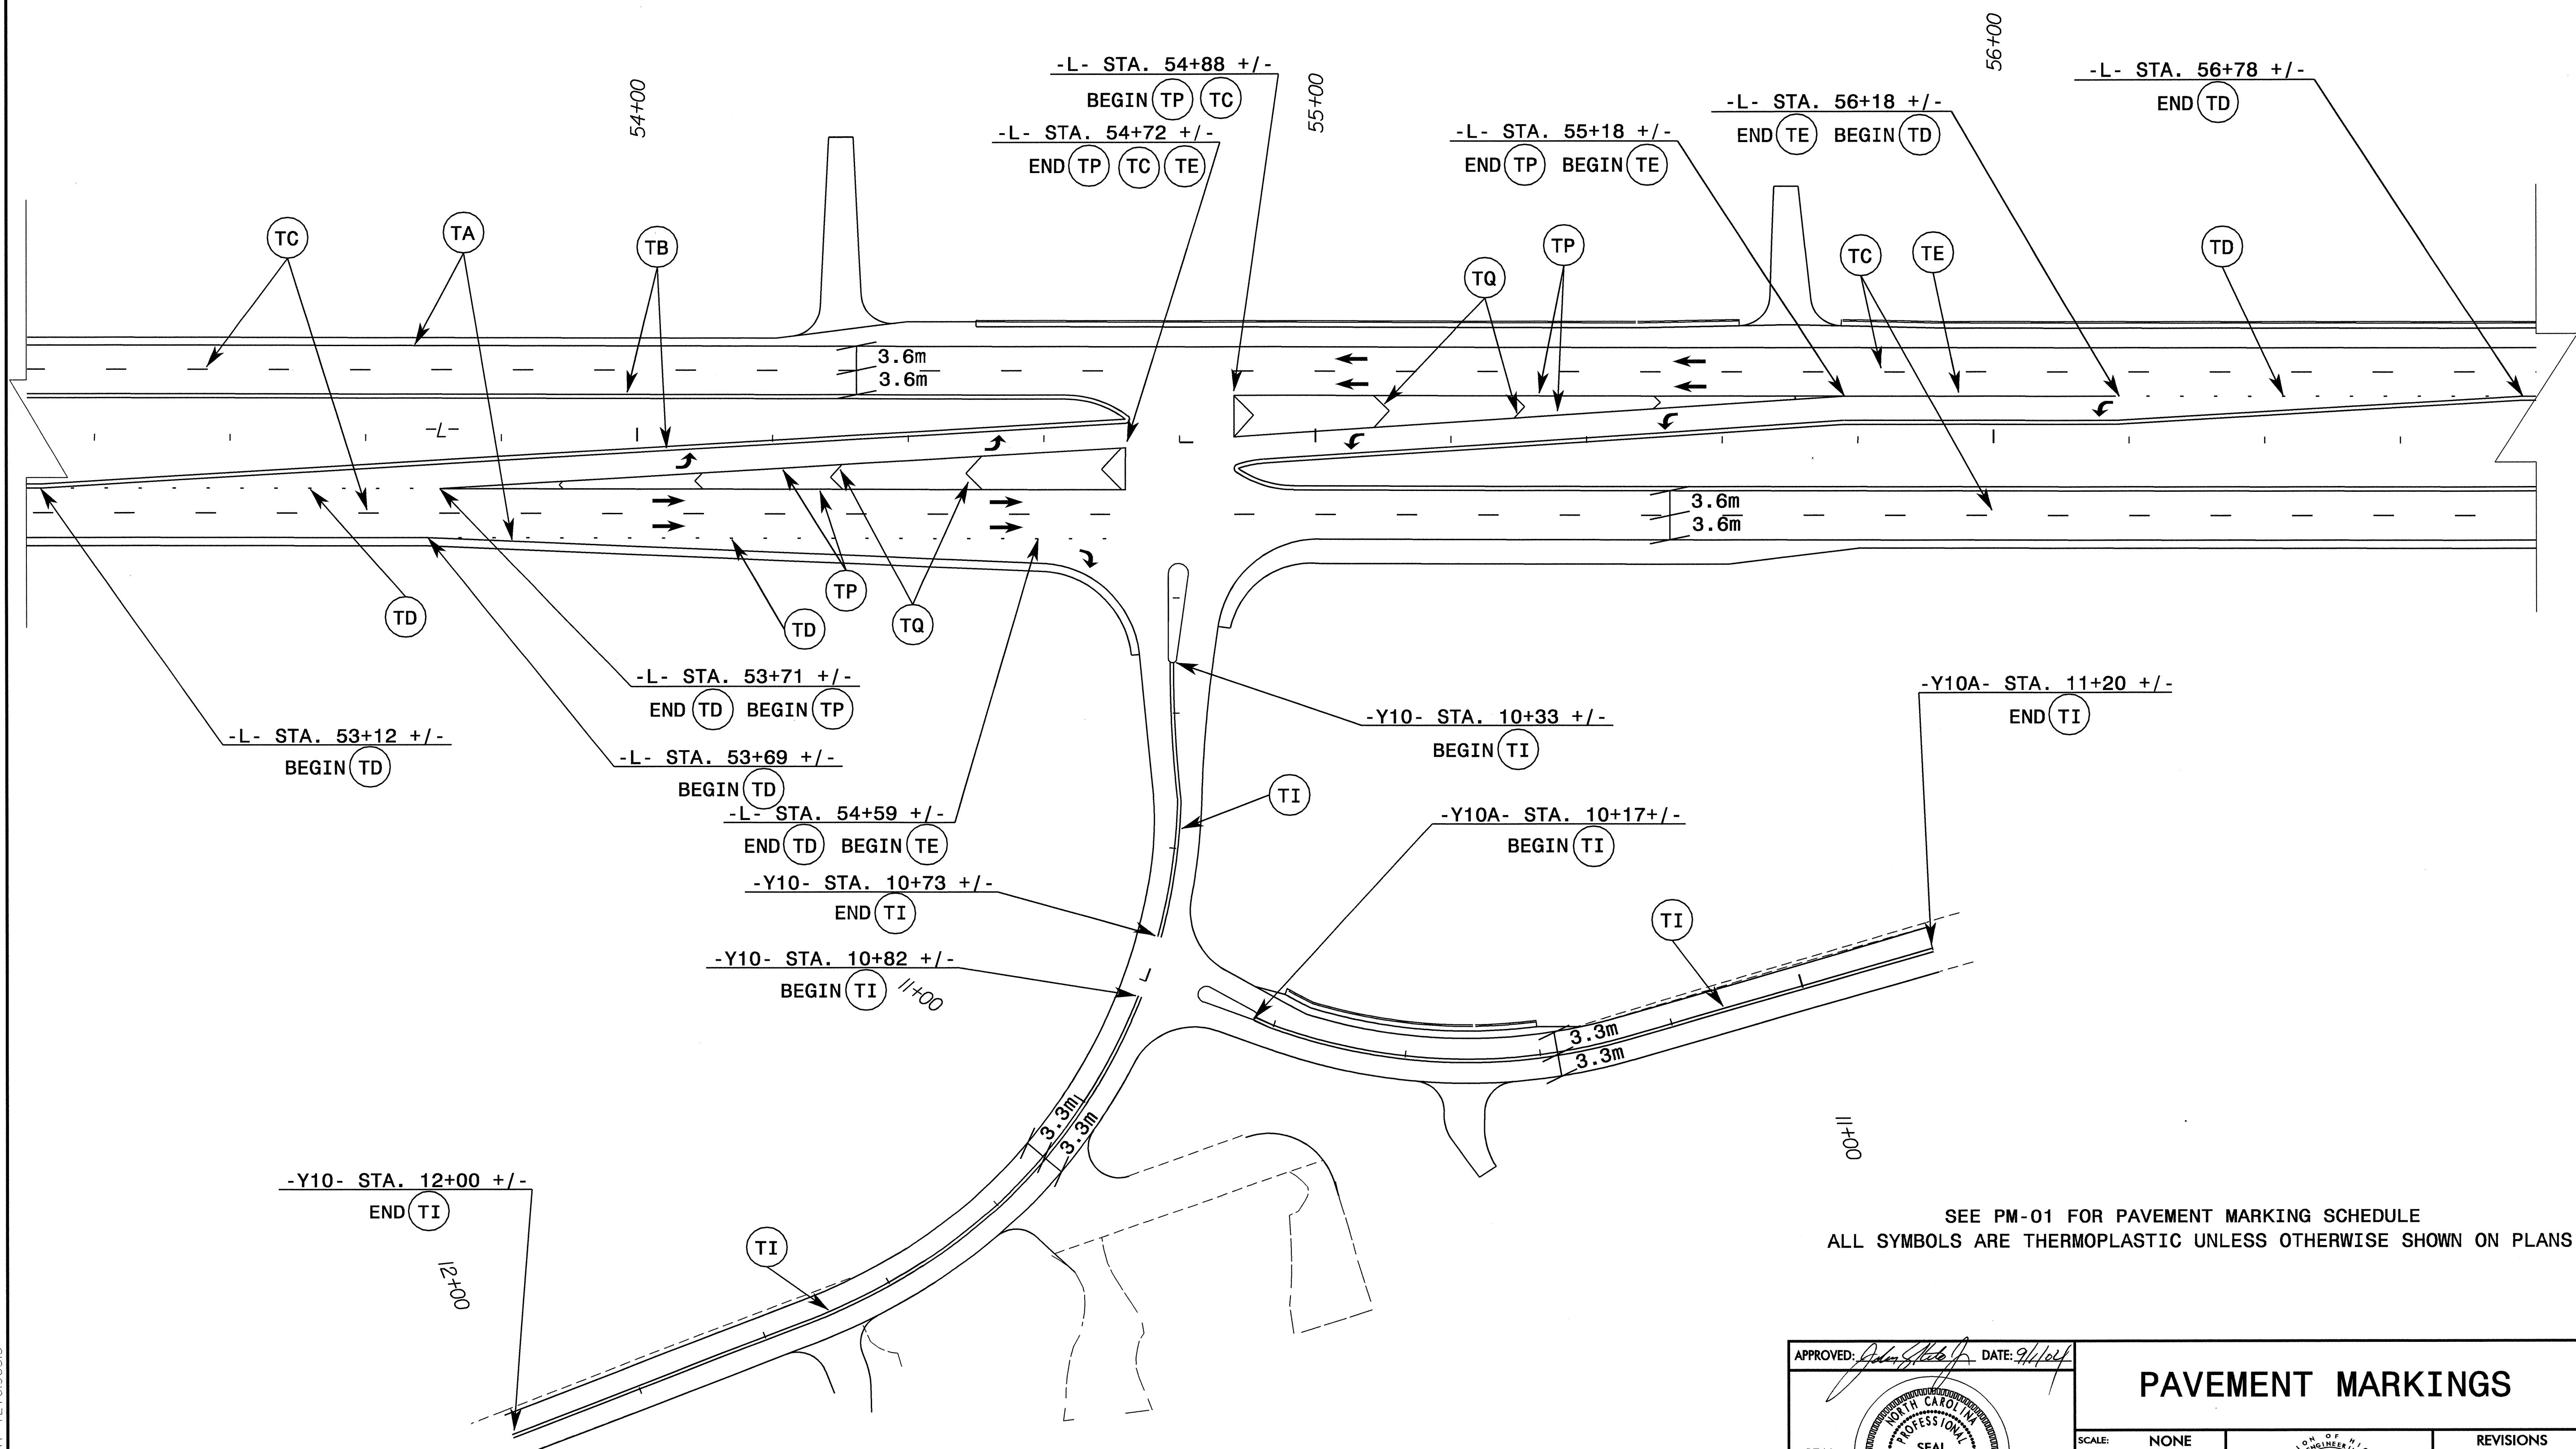 54+00
-L- STA. 54+88 +/-
BEGIN TP TC
55+00
56+00
-L- STA. 56+78 +/-
END TD
-L- STA. 56+18 +/-
END TE BEGIN TD
-L- STA. 54+72 +/-
END TP TC TE
-L- STA. 55+18 +/-
END TP BEGIN TE
TC
TA
TB
TQ
TP
TC
TE
TD
3.6m
3.6m
-L-
3.6m
3.6m
TD
TD
TP
TQ
-L- STA. 53+71 +/-
END TD BEGIN TP
-L- STA. 53+12 +/-
BEGIN TD
-L- STA. 53+69 +/-
BEGIN TD
-L- STA. 54+59 +/-
END TD BEGIN TE
-Y10- STA. 10+33 +/-
BEGIN TI
-Y10A- STA. 11+20 +/-
END TI
TI
-Y10A- STA. 10+17+/-
BEGIN TI
-Y10- STA. 10+73 +/-
END TI
TI
-Y10- STA. 10+82 +/-
BEGIN TI
11+00
3.3m
3.3m
3.3m
3.3m
11+00
-Y10- STA. 12+00 +/-
END TI
12+00
TI
SEE PM-01 FOR PAVEMENT MARKING SCHEDULE
ALL SYMBOLS ARE THERMOPLASTIC UNLESS OTHERWISE SHOWN ON PLANS
APPROVED: DATE: 9/1/04
PAVEMENT MARKINGS
NORTH CAROLINA
PROFESSIONAL
SEAL
SCALE: NONE
REVISIONS